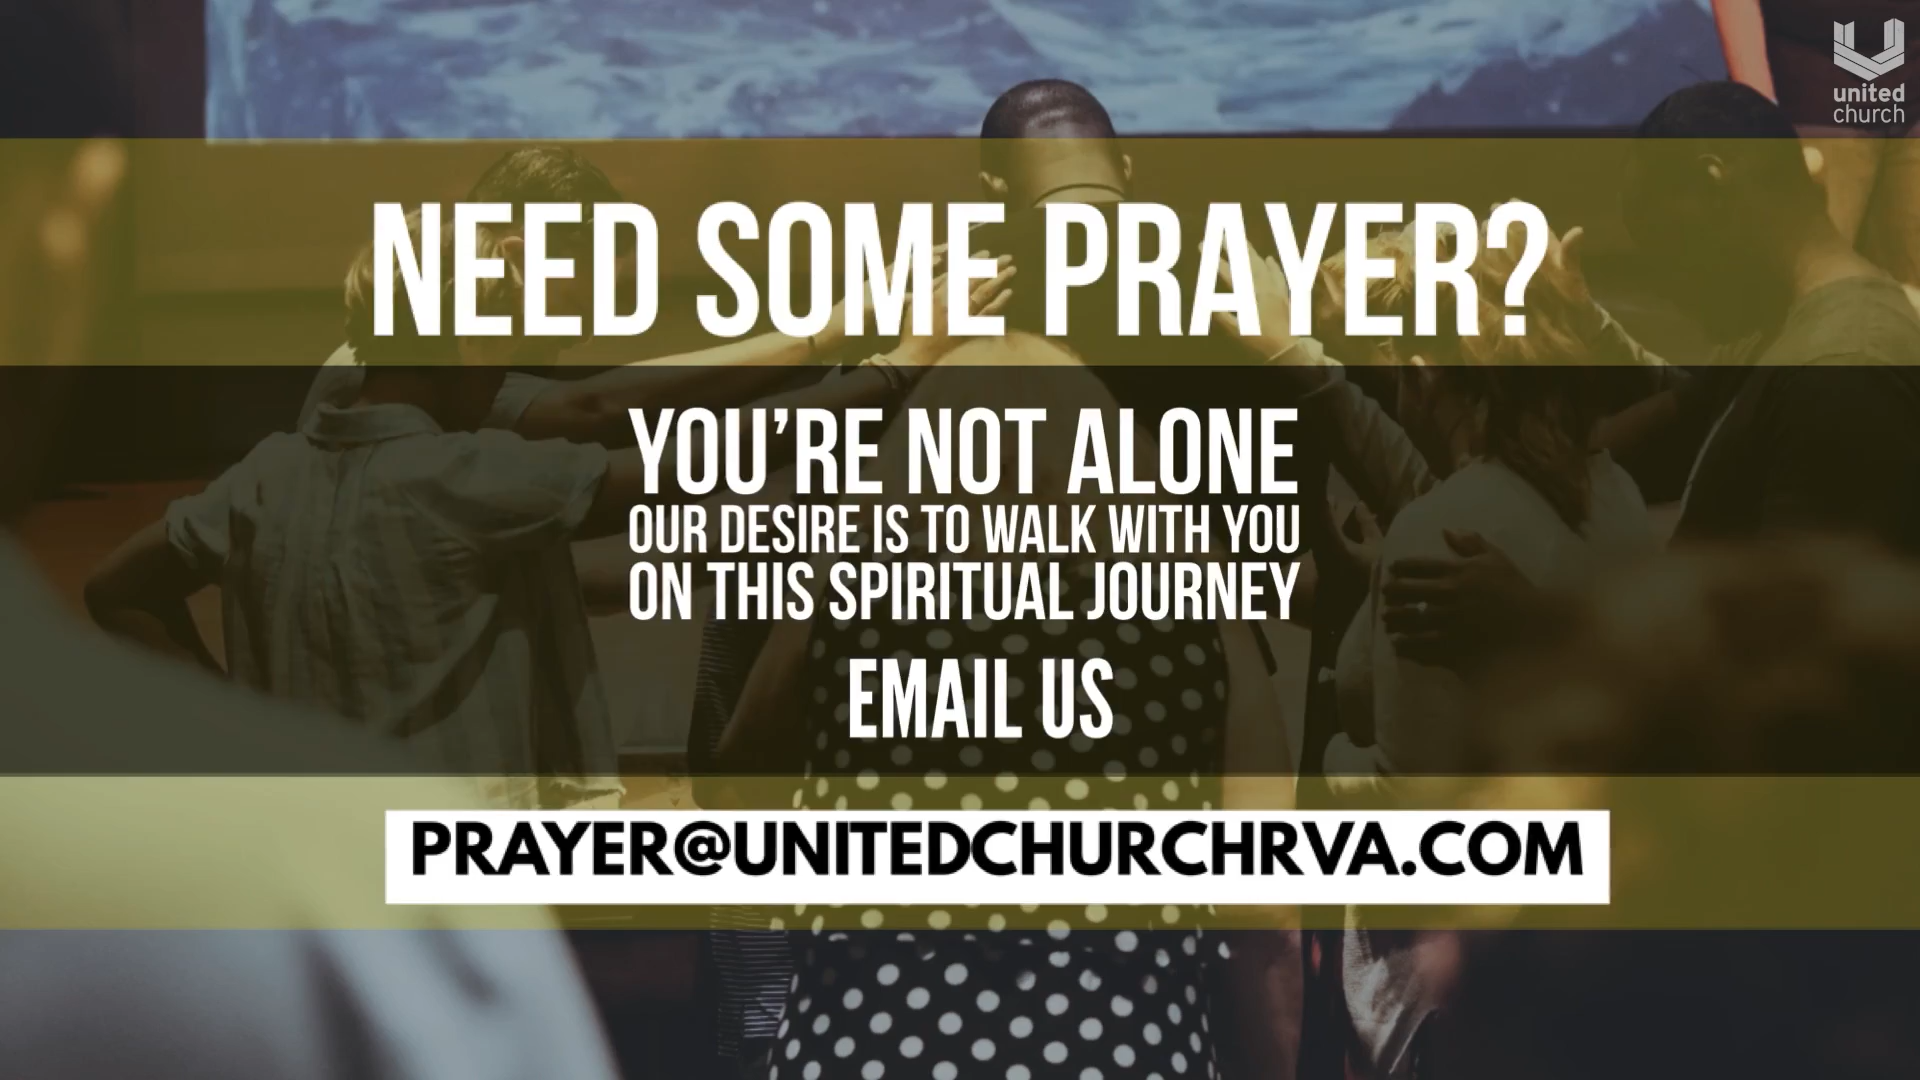 united
church
NEED SOME PRAYER?
YOU'RE NOT ALONE
OUR DESIRE IS TO WALK WITH YOU
ON THIS SPIRITUAL JOURNEY
EMAIL US
PRAYER@UNITEDCHURCHRVA.COM